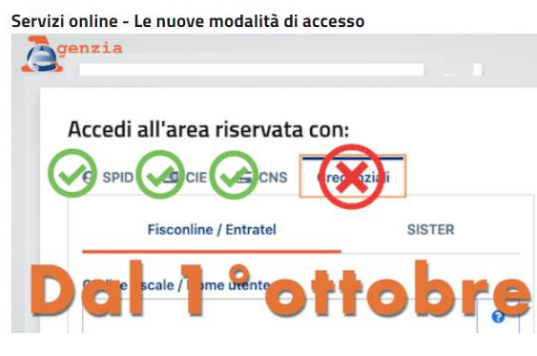 Servizi online - Le nuove modalità di accesso
genzia
Accedi all'area riservata con:
SPID CIE CNS Credenziali
Fisconline / Entratel SISTER
Dal 1° ottobre
?